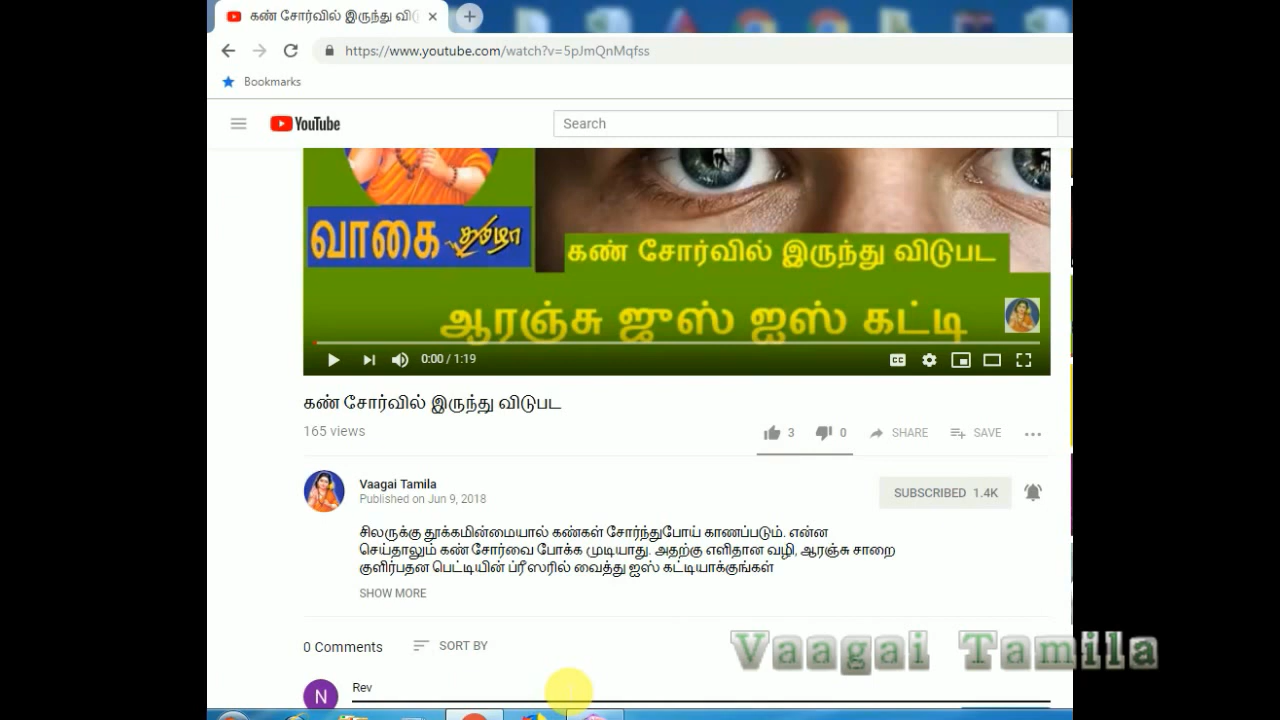 கண் சோர்வில் இருந்து விடு
https://www.youtube.com/watch?v=5pJmQnMqfss
Bookmarks
YouTube
Search
வாகை தமிழா
கண் சோர்வில் இருந்து விடுபட
ஆரஞ்சு ஜுஸ் ஐஸ் கட்டி
0:00 / 1:19
CC
கண் சோர்வில் இருந்து விடுபட
165 views
3
0
SHARE
SAVE
Vaagai Tamila
Published on Jun 9, 2018
SUBSCRIBED 1.4K
சிலருக்கு தூக்கமின்மையால் கண்கள் சோர்ந்துபோய் காணப்படும். என்ன
செய்தாலும் கண் சோர்வை போக்க முடியாது. அதற்கு எளிதான வழி, ஆரஞ்சு சாறை
குளிர்பதன பெட்டியின் ப்ரீஸரில் வைத்து ஐஸ் கட்டியாக்குங்கள்
SHOW MORE
0 Comments
SORT BY
Vaagai Tamila
N
Rev